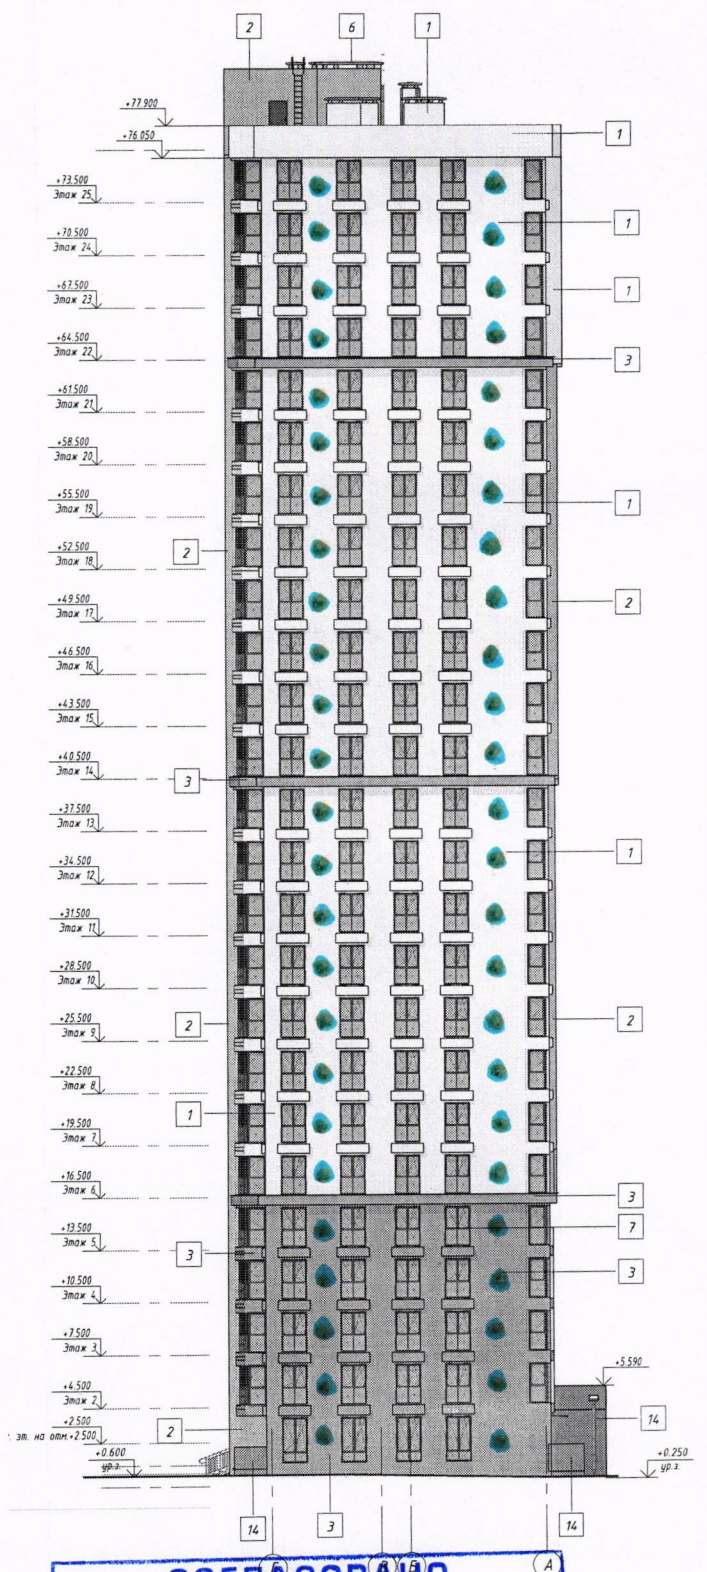 2
6
1
+77.900
+76.050
1
+73.500
Этаж 25
1
+70.500
Этаж 24
+67.500
Этаж 23
1
+64.500
Этаж 22
3
+61.500
Этаж 21
+58.500
Этаж 20
+55.500
Этаж 19
1
+52.500
Этаж 18
2
+49.500
Этаж 17
2
+46.500
Этаж 16
+43.500
Этаж 15
+40.500
Этаж 14
3
+37.500
Этаж 13
+34.500
Этаж 12
1
+31.500
Этаж 11
+28.500
Этаж 10
+25.500
Этаж 9
2
2
+22.500
Этаж 8
1
+19.500
Этаж 7
+16.500
Этаж 6
3
+13.500
Этаж 5
7
3
3
+10.500
Этаж 4
+7.500
Этаж 3
+5.590
+4.500
Этаж 2
14
+2.500
2
эт. на отм.+2.500
+0.600
ур.з.
+0.250
ур.з.
14
3
14
Г
В
Б
А
СОГЛАСОВАНО